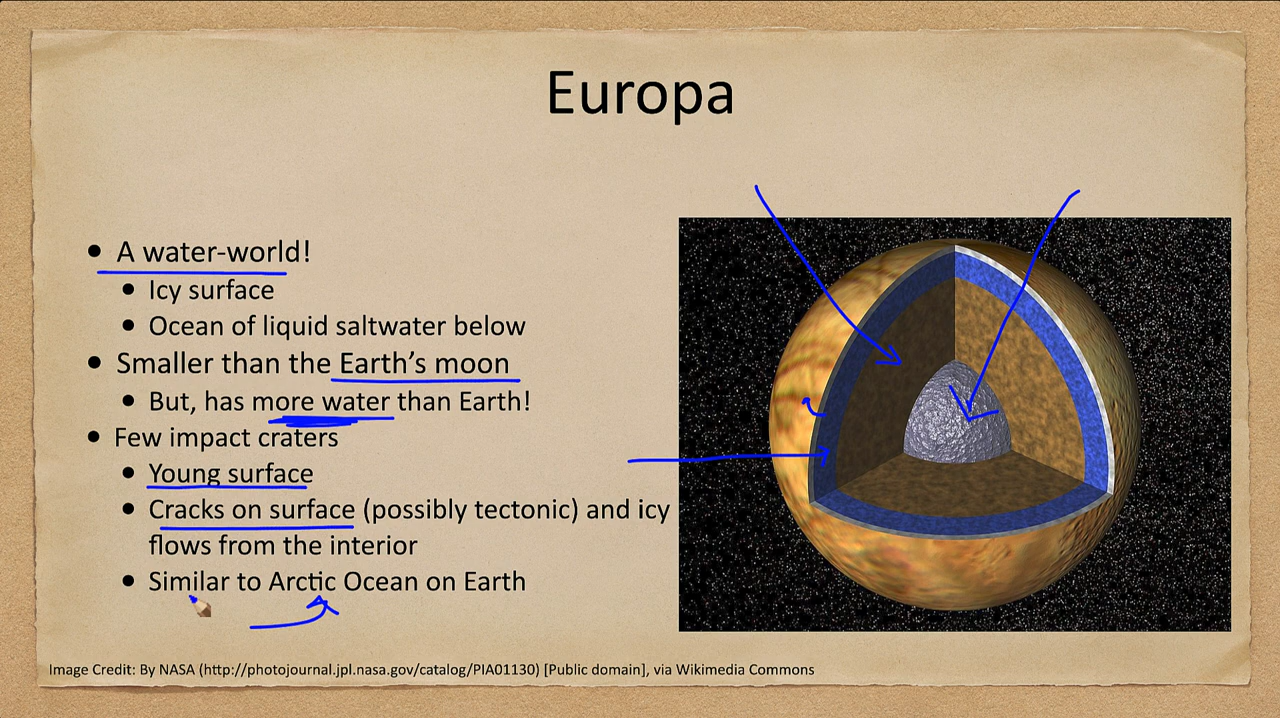 Europa
• A water-world!
• Icy surface
• Ocean of liquid saltwater below
• Smaller than the Earth’s moon
• But, has more water than Earth!
• Few impact craters
• Young surface
• Cracks on surface (possibly tectonic) and icy
flows from the interior
• Similar to Arctic Ocean on Earth
Image Credit: By NASA (http://photojournal.jpl.nasa.gov/catalog/PIA01130) [Public domain], via Wikimedia Commons